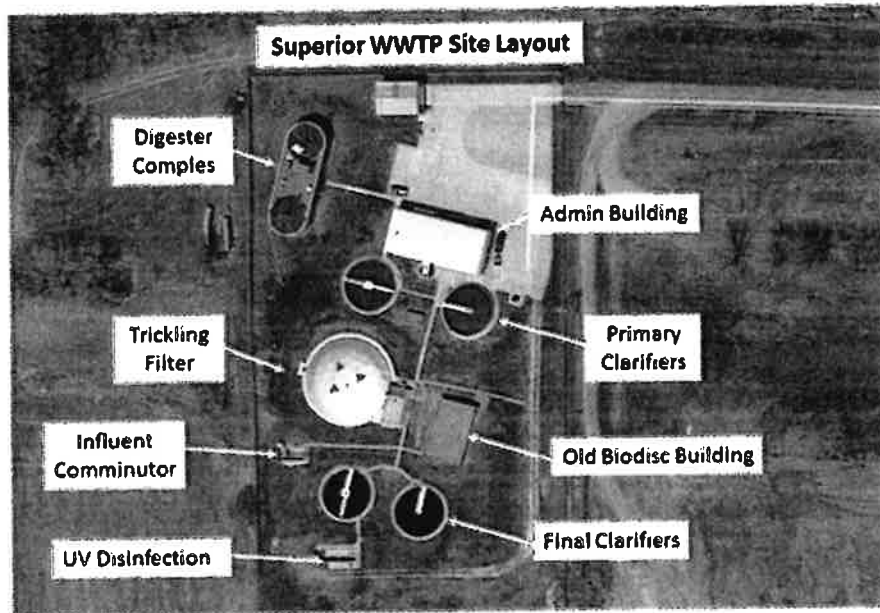 Superior WWTP Site Layout
Digester
Comples
Admin Building
Trickling
Filter
Primary
Clarifiers
Influent
Comminutor
Old Biodisc Building
UV Disinfection
Final Clarifiers